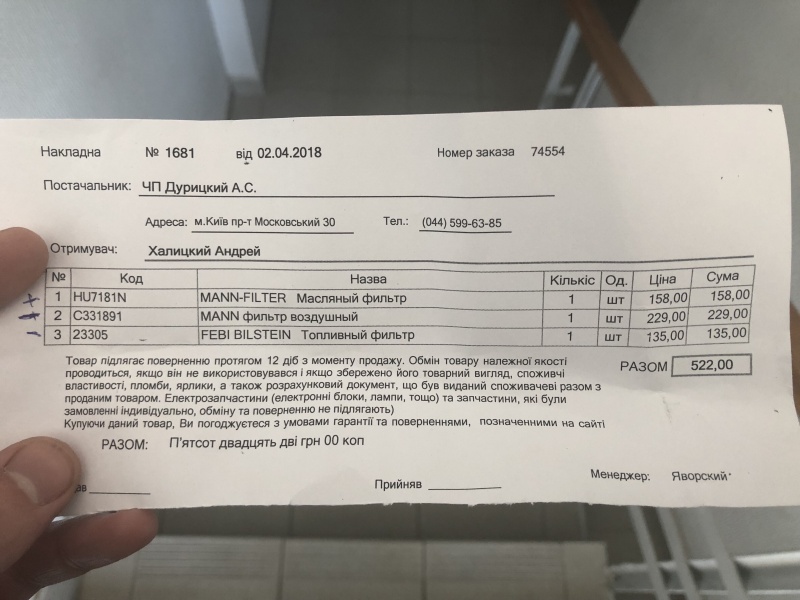 Накладна № 1681 від 02.04.2018 Номер заказа 74554
Постачальник: ЧП Дурицкий А.С.
Адреса: м.Київ пр-т Московський 30 Тел.: (044) 599-63-85
Отримувач: Халицкий Андрей
№ Код Назва Кількіс Од. Ціна Сума
1 HU7181N MANN-FILTER Масляный фильтр 1 шт 158,00 158,00
2 C331891 MANN фильтр воздушный 1 шт 229,00 229,00
3 23305 FEBI BILSTEIN Топливный фильтр 1 шт 135,00 135,00
РАЗОМ 522,00
Товар підлягає поверненню протягом 12 діб з моменту продажу. Обмін товару належної якості
проводиться, якщо він не використовувався і якщо збережено його товарний вигляд, споживчі
властивості, пломби, ярлики, а також розрахунковий документ, що був виданий споживачеві разом з
проданим товаром. Електрозапчастини (електронні блоки, лампи, тощо) та запчастини, які були
замовленні індивідуально, обміну та поверненню не підлягають)
Купуючи даний товар, Ви погоджуєтеся з умовами гарантії та поверненнями, позначенними на сайті
РАЗОМ: П'ятсот двадцять дві грн 00 коп
Прийняв Менеджер: Яворский